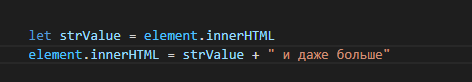 let strValue = element.innerHTML
element.innerHTML = strValue + " и даже больше"